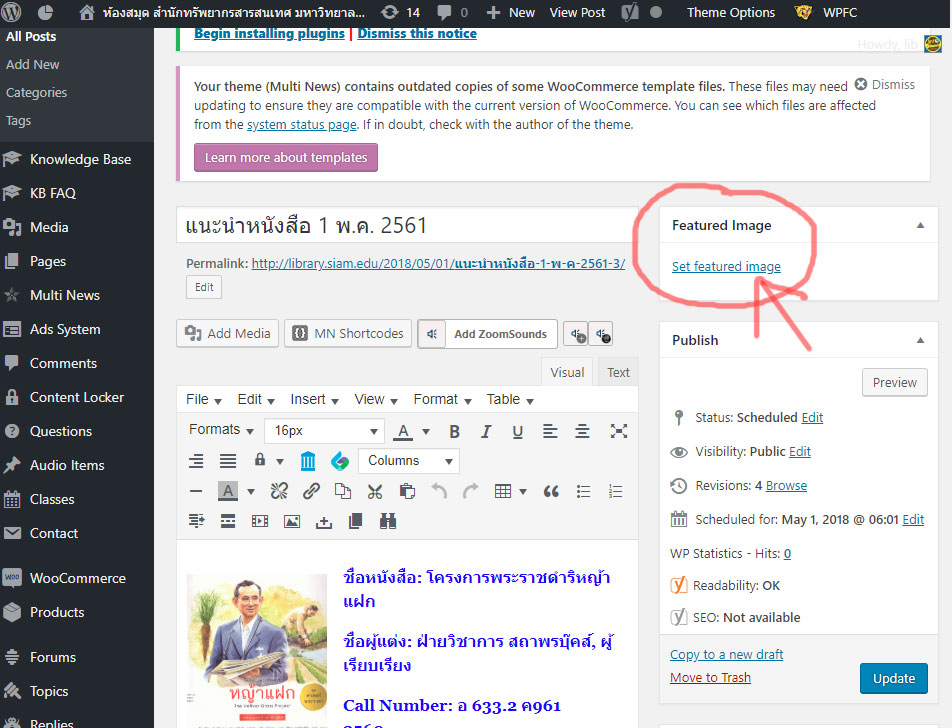 ห้องสมุด สำนักทรัพยากรสารสนเทศ มหาวิทยาล... 14 0 New View Post Theme Options WPFC
Howdy, lib
All Posts
Add New
Categories
Tags
Knowledge Base
KB FAQ
Media
Pages
Multi News
Ads System
Comments
Content Locker
Questions
Audio Items
Classes
Contact
WooCommerce
Products
Forums
Topics
Replies
Begin installing plugins | Dismiss this notice
Your theme (Multi News) contains outdated copies of some WooCommerce template files. These files may need
updating to ensure they are compatible with the current version of WooCommerce. You can see which files are affected
from the system status page. If in doubt, check with the author of the theme.
Dismiss
Learn more about templates
แนะนำหนังสือ 1 พ.ค. 2561
Permalink: http://library.siam.edu/2018/05/01/แนะนำหนังสือ-1-พ-ค-2561-3/
Edit
Add Media MN Shortcodes Add ZoomSounds
Visual Text
File Edit Insert View Format Table
Formats 16px A B I U
Columns
A
ชื่อหนังสือ: โครงการพระราชดำริหญ้า
แฝก
ชื่อผู้แต่ง: ฝ่ายวิชาการ สถาพรบุ๊คส์, ผู้
เรียบเรียง
Call Number: อ 633.2 ค961
2560
หญ้าแฝก
The Vetiver Grass Project
Featured Image
Set featured image
Publish
Preview
Status: Scheduled Edit
Visibility: Public Edit
Revisions: 4 Browse
Scheduled for: May 1, 2018 @ 06:01 Edit
WP Statistics - Hits: 0
Readability: OK
SEO: Not available
Copy to a new draft
Move to Trash
Update